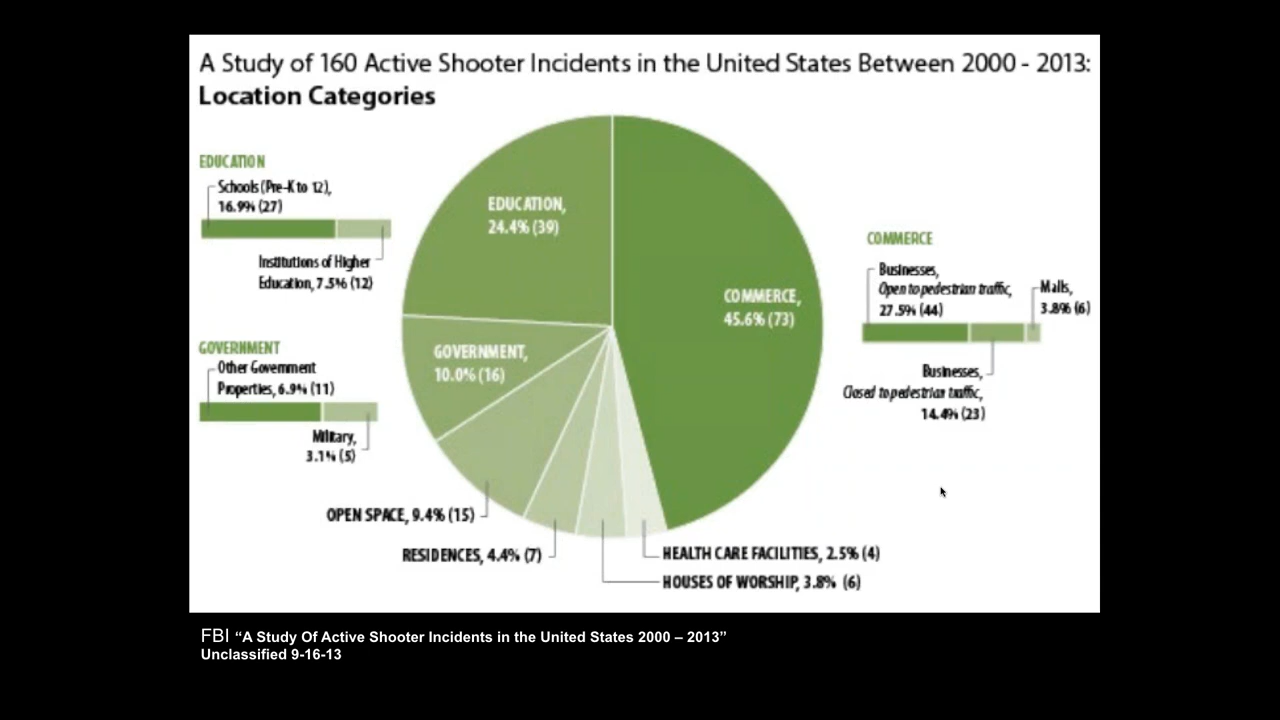 A Study of 160 Active Shooter Incidents in the United States Between 2000 - 2013:
Location Categories
EDUCATION
Schools (Pre-K to 12),
16.9% (27)
Institutions of Higher
Education, 7.5% (12)
GOVERNMENT
Other Government
Properties, 6.9% (11)
Military,
3.1% (5)
EDUCATION,
24.4% (39)
GOVERNMENT,
10.0% (16)
COMMERCE,
45.6% (73)
OPEN SPACE, 9.4% (15)
RESIDENCES, 4.4% (7)
HEALTH CARE FACILITIES, 2.5% (4)
HOUSES OF WORSHIP, 3.8% (6)
COMMERCE
Businesses,
Open to pedestrian traffic,
27.5% (44)
Malls,
3.8% (6)
Businesses,
Closed to pedestrian traffic,
14.4% (23)
FBI “A Study Of Active Shooter Incidents in the United States 2000 – 2013”
Unclassified 9-16-13